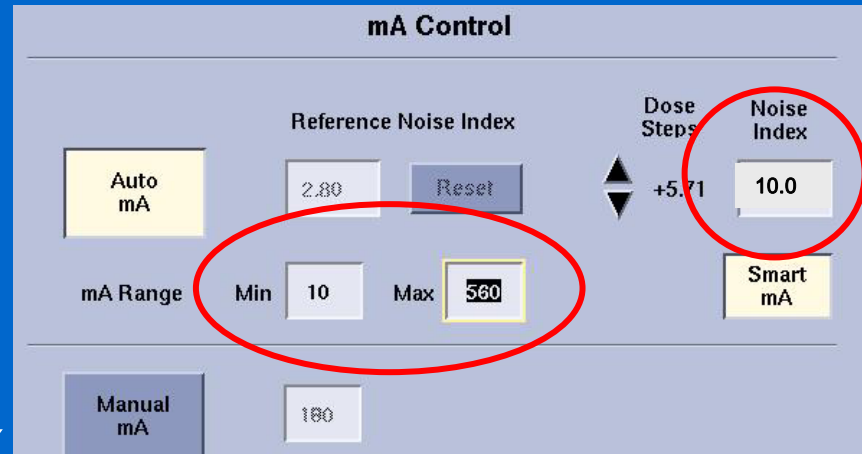 mA Control
Reference Noise Index
Dose
Steps
Noise
Index
Auto
mA
2.80
Reset
+5.71
10.0
mA Range
Min
10
Max
560
Smart
mA
Manual
mA
180